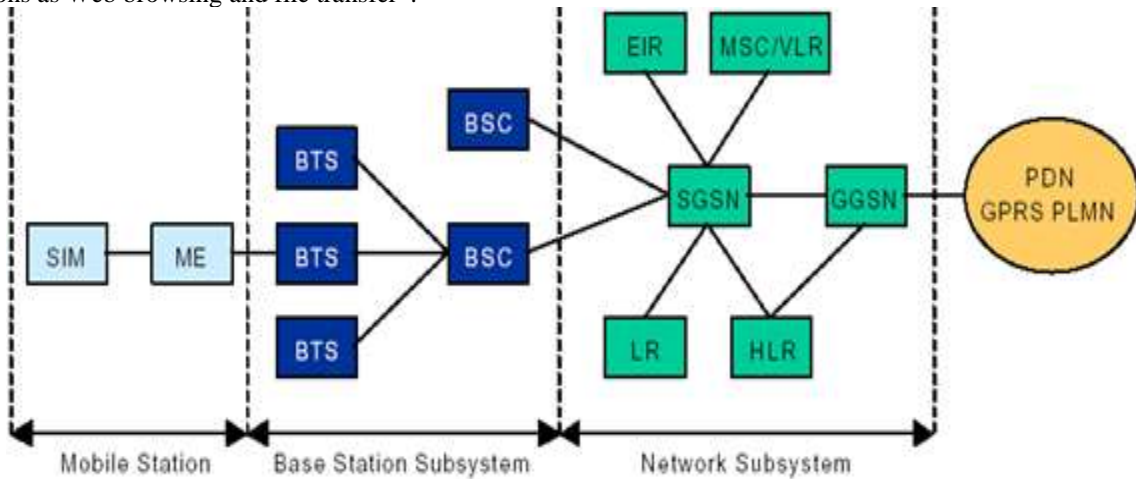 ons as Web browsing and file transfer".
EIR MSC/VLR
BSC
BTS
SGSN GGSN
PDN
GPRS PLMN
SIM ME BTS BSC
BTS LR HLR
Mobile Station Base Station Subsystem Network Subsystem